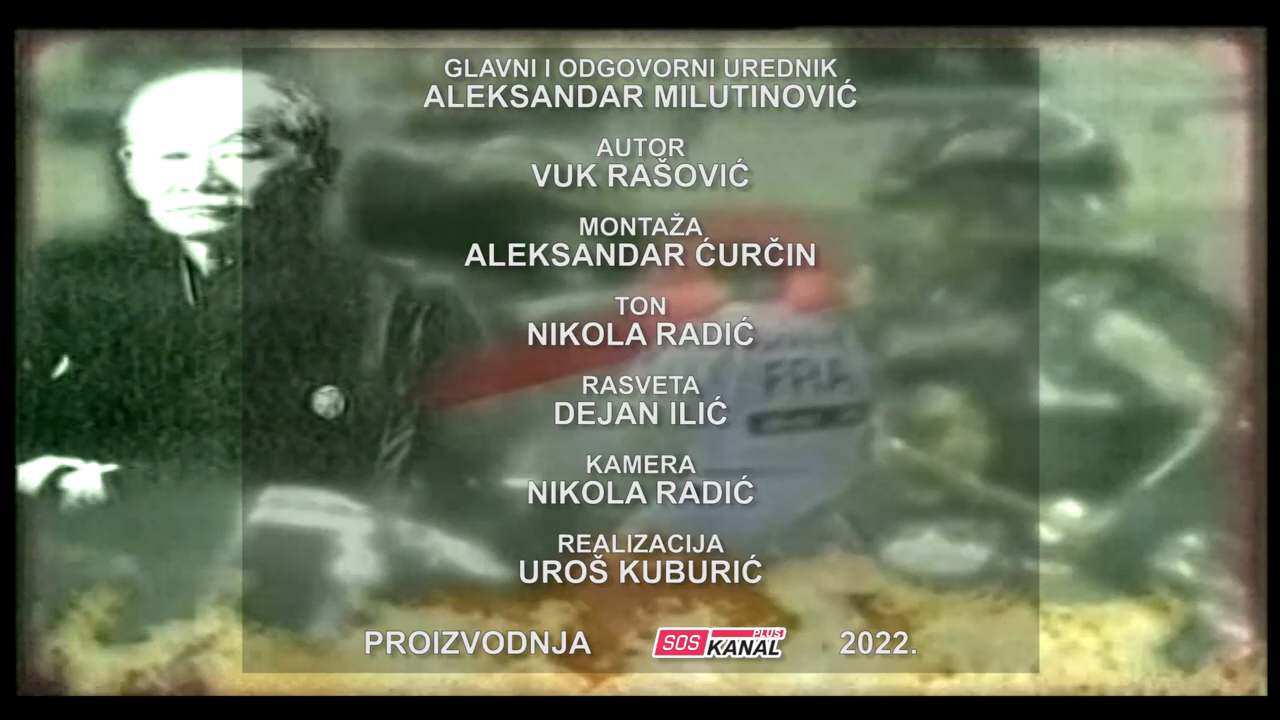 GLAVNI I ODGOVORNI UREDNIK
ALEKSANDAR MILUTINOVIĆ
AUTOR
VUK RAŠOVIĆ
MONTAŽA
ALEKSANDAR ĆURČIN
TON
NIKOLA RADIĆ
FRA
RASVETA
DEJAN ILIĆ
KAMERA
NIKOLA RADIĆ
REALIZACIJA
UROŠ KUBURIĆ
PROIZVODNJA SOS KANAL PLUS 2022.